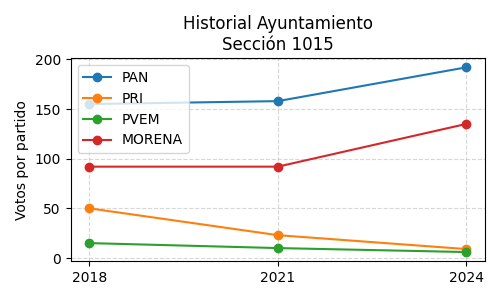 Historial Ayuntamiento
Sección 1015
Votos por partido
200
150
100
50
0
PAN
PRI
PVEM
MORENA
2018
2021
2024